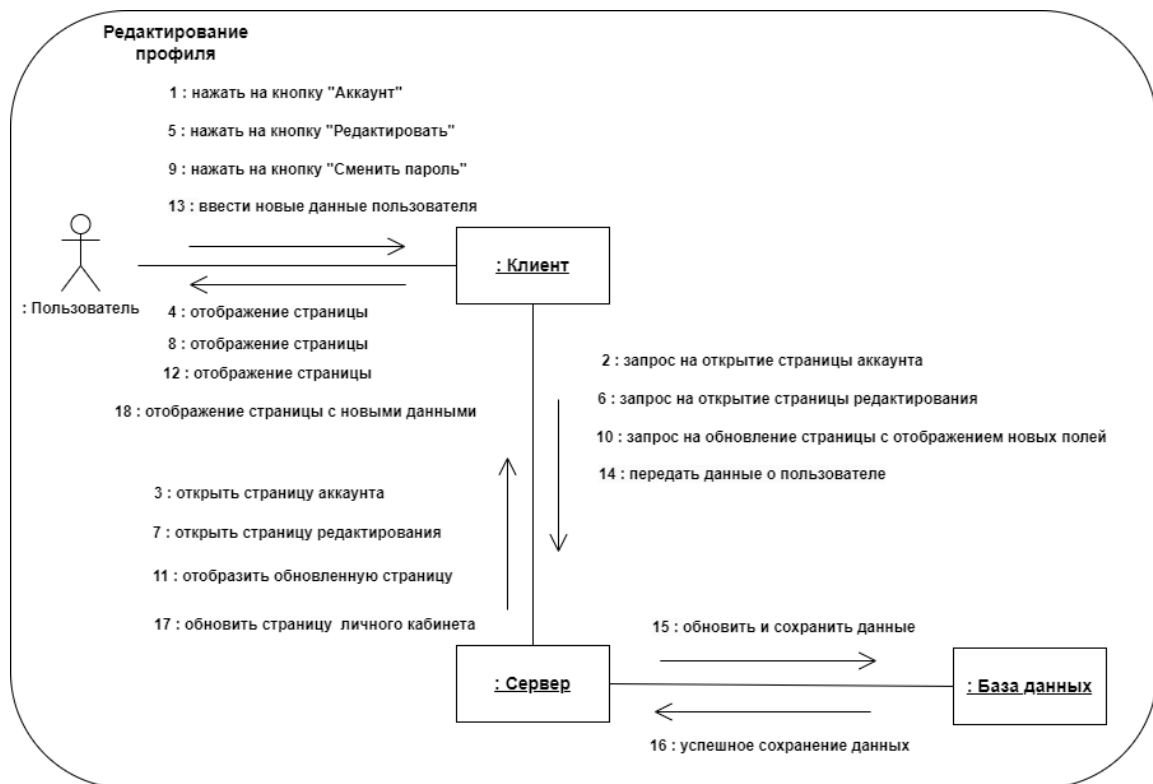 Редактирование
профиля
1 : нажать на кнопку "Аккаунт"
5 : нажать на кнопку "Редактировать"
9 : нажать на кнопку "Сменить пароль"
13 : ввести новые данные пользователя
: Клиент
: Пользователь
4 : отображение страницы
8 : отображение страницы
12 : отображение страницы
18 : отображение страницы с новыми данными
2 : запрос на открытие страницы аккаунта
6 : запрос на открытие страницы редактирования
10 : запрос на обновление страницы с отображением новых полей
14 : передать данные о пользователе
3 : открыть страницу аккаунта
7 : открыть страницу редактирования
11 : отобразить обновленную страницу
17 : обновить страницу личного кабинета
15 : обновить и сохранить данные
: Сервер
: База данных
16 : успешное сохранение данных